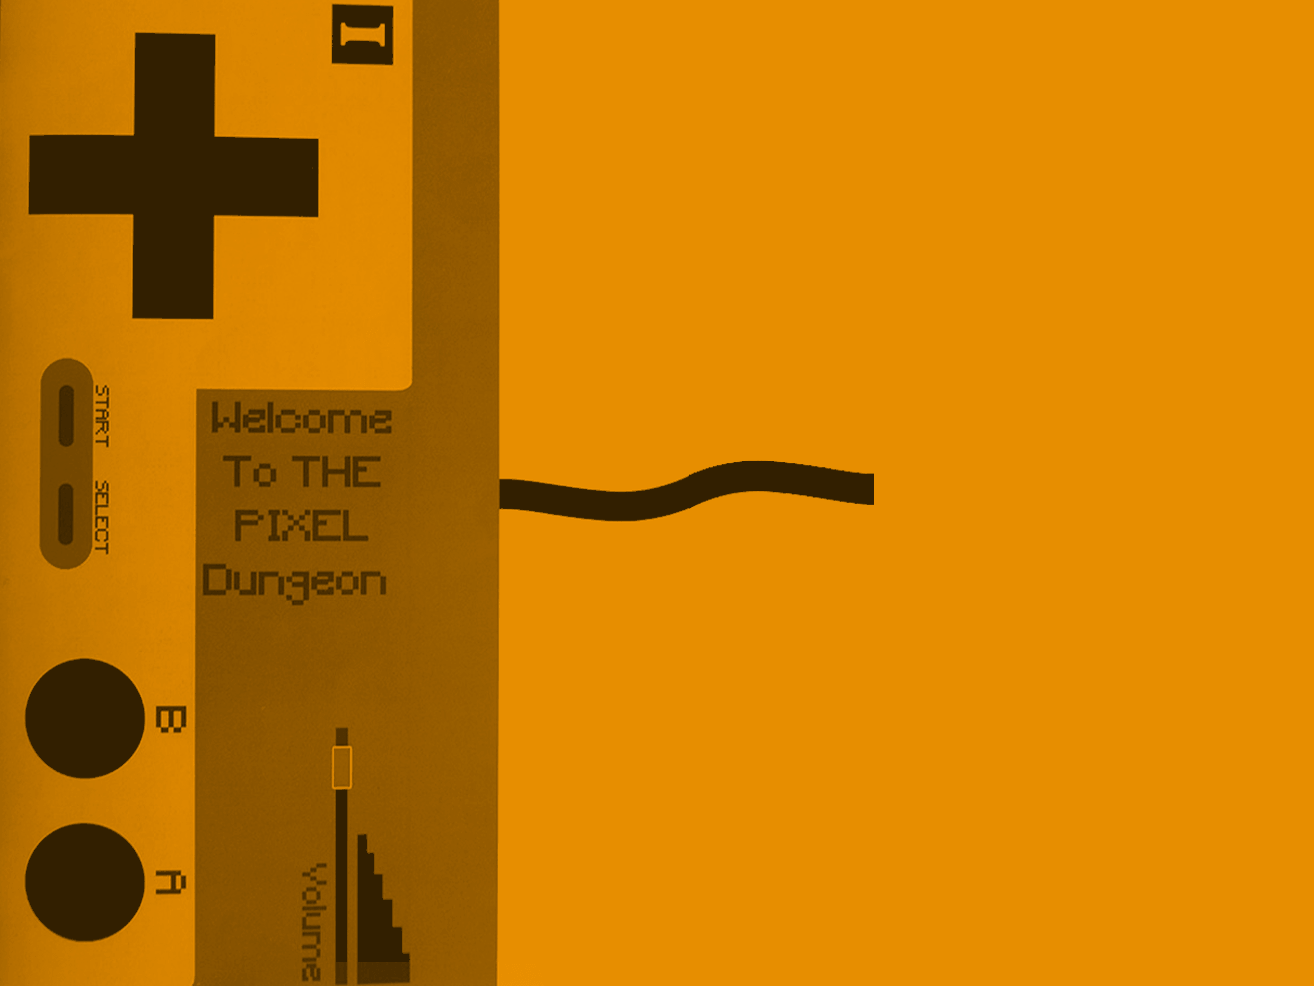 Welcome
To THE
PIXEL
Dungeon
START SELECT
B
A
Volume